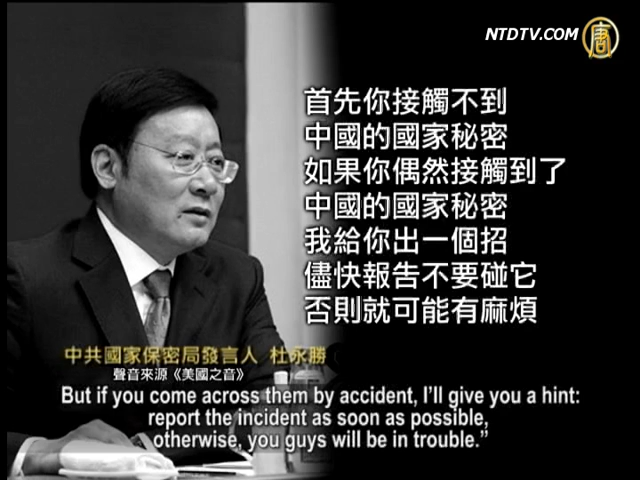 NTDTV.COM
唐
首先你接觸不到
中國的國家秘密
如果你偶然接觸到了
中國的國家秘密
我給你出一個招
儘快報告不要碰它
否則就可能有麻煩
中共國家保密局發言人 杜永勝
聲音來源《美國之音》
But if you come across them by accident, I'll give you a hint:
report the incident as soon as possible,
otherwise, you guys will be in trouble."